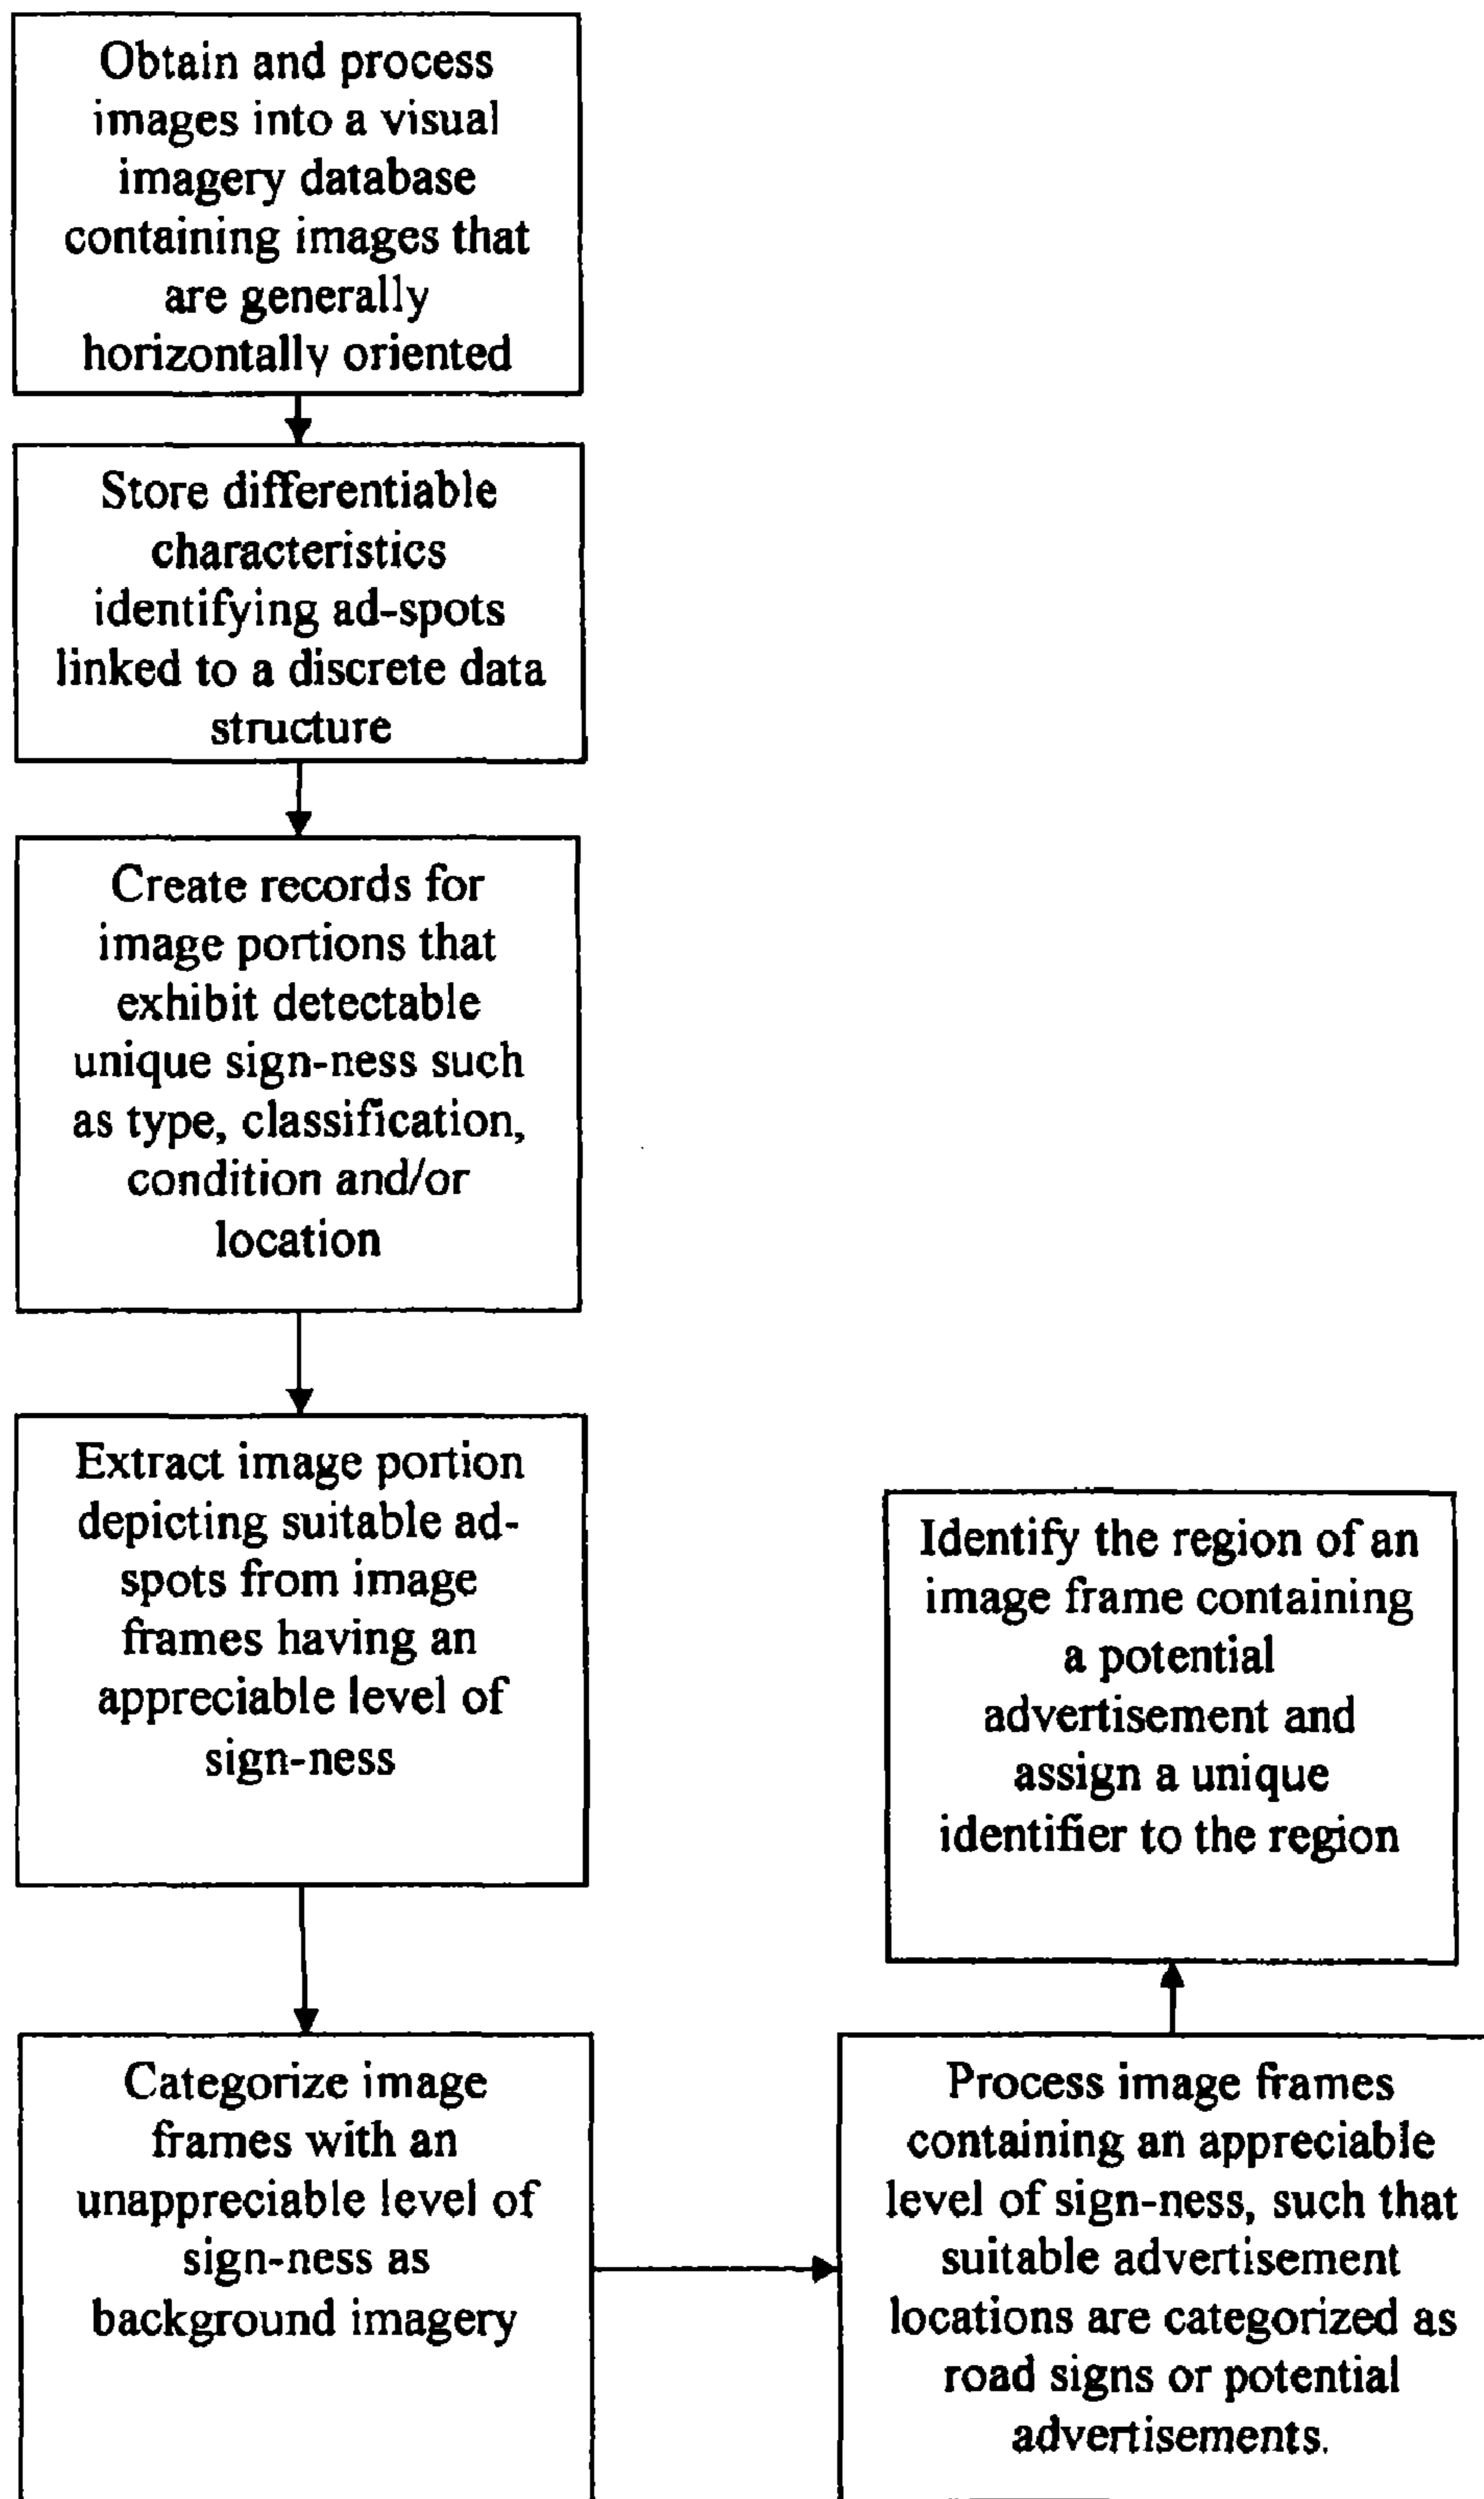 Obtain and process
images into a visual
imagery database
containing images that
are generally
horizontally oriented
Store differentiable
characteristics
identifying ad-spots
linked to a discrete data
structure
Create records for
image portions that
exhibit detectable
unique sign-ness such
as type, classification,
condition and/or
location
Extract image portion
depicting suitable ad-
spots from image
frames having an
appreciable level of
sign-ness
Categorize image
frames with an
unappreciable level of
sign-ness as
background imagery
Process image frames
containing an appreciable
level of sign-ness, such that
suitable advertisement
locations are categorized as
road signs or potential
advertisements.
Identify the region of an
image frame containing
a potential
advertisement and
assign a unique
identifier to the region